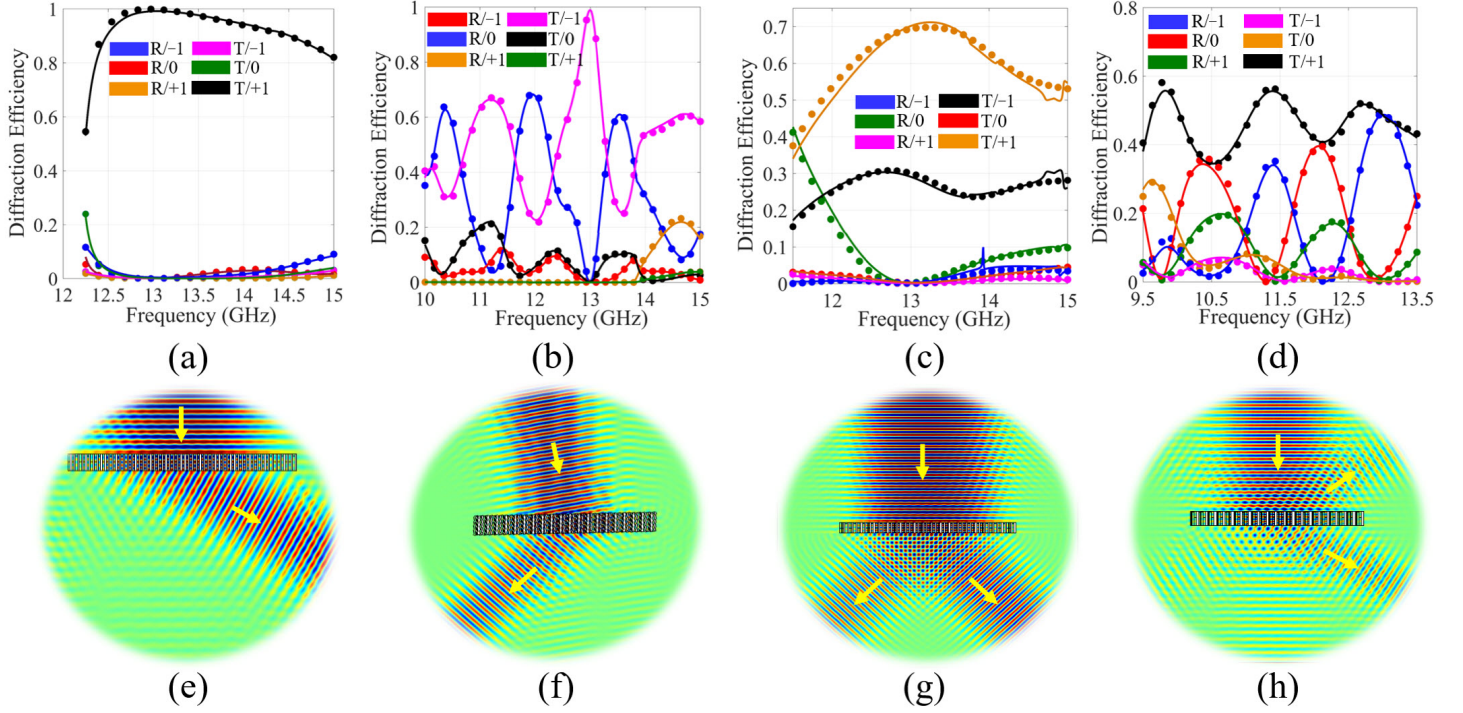 Diffraction Efficiency
1
0.8
0.6
0.4
0.2
0
R/−1 T/−1
R/0 T/0
R/+1 T/+1
12 12.5 13 13.5 14 14.5 15
Frequency (GHz)
(a)
Diffraction Efficiency
1
0.8
0.6
0.4
0.2
0
R/−1 T/−1
R/0 T/0
R/+1 T/+1
10 11 12 13 14 15
Frequency (GHz)
(b)
Diffraction Efficiency
0.7
0.6
0.5
0.4
0.3
0.2
0.1
0
R/−1 T/−1
R/0 T/0
R/+1 T/+1
12 13 14 15
Frequency (GHz)
(c)
Diffraction Efficiency
0.8
0.6
0.4
0.2
0
R/−1 T/−1
R/0 T/0
R/+1 T/+1
9.5 10.5 11.5 12.5 13.5
Frequency (GHz)
(d)
(e) (f) (g) (h)